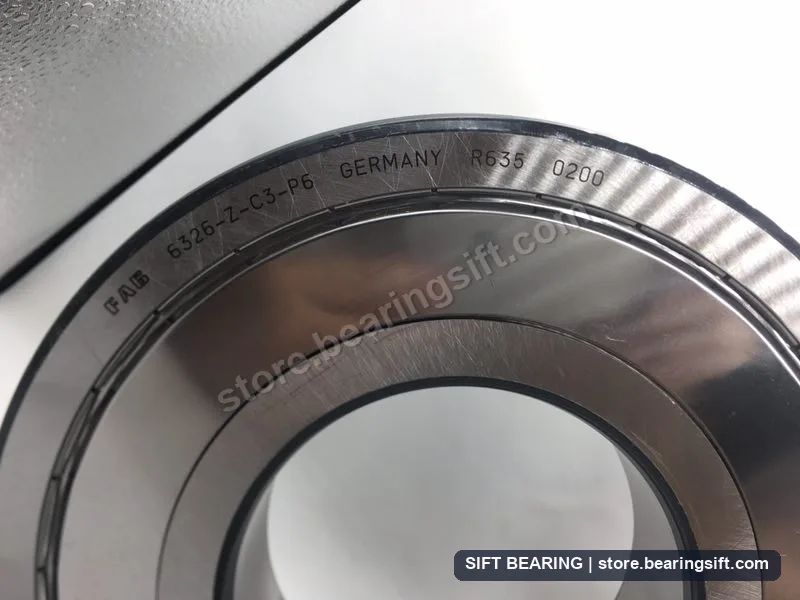 FAG 6326-Z-C3-P6 GERMANY R635 0200
store.bearingsift.com
SIFT BEARING | store.bearingsift.com